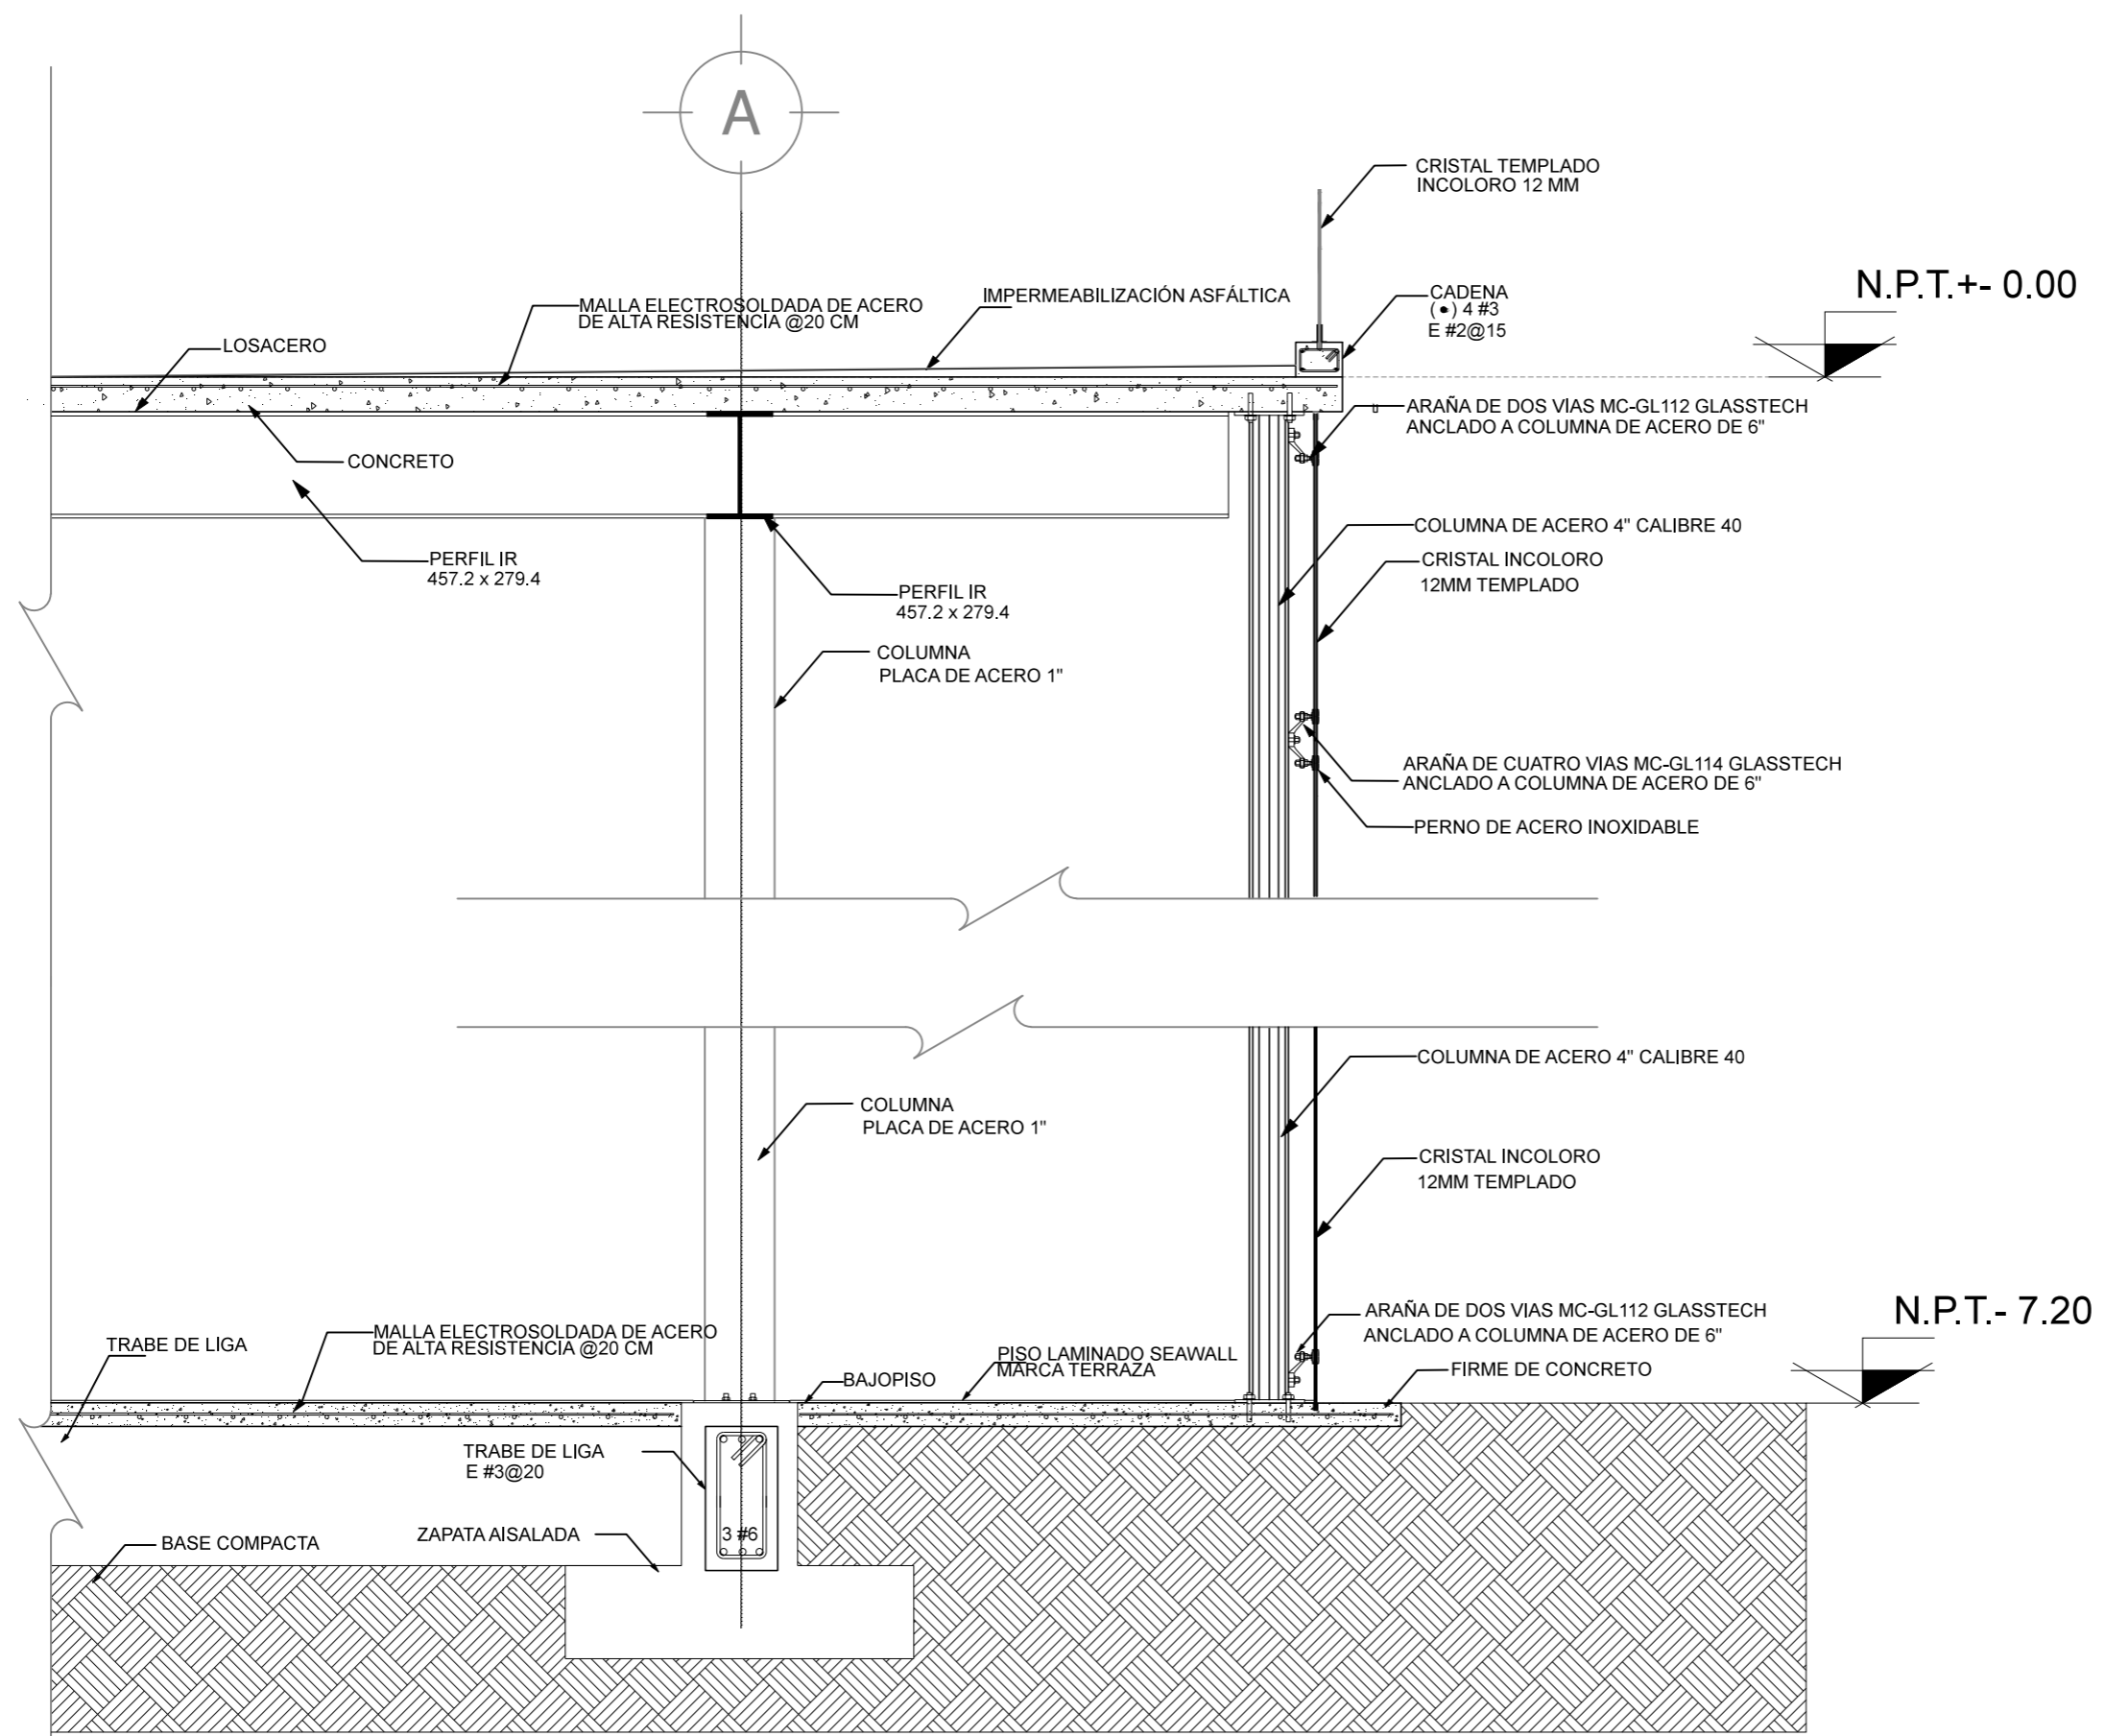 A
CRISTAL TEMPLADO
INCOLORO 12 MM
N.P.T.+- 0.00
MALLA ELECTROSOLDADA DE ACERO
DE ALTA RESISTENCIA @20 CM
IMPERMEABILIZACIÓN ASFÁLTICA
CADENA
(•) 4 #3
E #2@15
LOSACERO
ARAÑA DE DOS VIAS MC-GL112 GLASSTECH
ANCLADO A COLUMNA DE ACERO DE 6"
CONCRETO
COLUMNA DE ACERO 4" CALIBRE 40
PERFIL IR
457.2 x 279.4
CRISTAL INCOLORO
12MM TEMPLADO
PERFIL IR
457.2 x 279.4
COLUMNA
PLACA DE ACERO 1"
ARAÑA DE CUATRO VIAS MC-GL114 GLASSTECH
ANCLADO A COLUMNA DE ACERO DE 6"
PERNO DE ACERO INOXIDABLE
COLUMNA DE ACERO 4" CALIBRE 40
COLUMNA
PLACA DE ACERO 1"
CRISTAL INCOLORO
12MM TEMPLADO
N.P.T.- 7.20
ARAÑA DE DOS VIAS MC-GL112 GLASSTECH
ANCLADO A COLUMNA DE ACERO DE 6"
TRABE DE LIGA
MALLA ELECTROSOLDADA DE ACERO
DE ALTA RESISTENCIA @20 CM
PISO LAMINADO SEAWALL
MARCA TERRAZA
BAJOPISO
FIRME DE CONCRETO
TRABE DE LIGA
E #3@20
3 #6
ZAPATA AISALADA
BASE COMPACTA